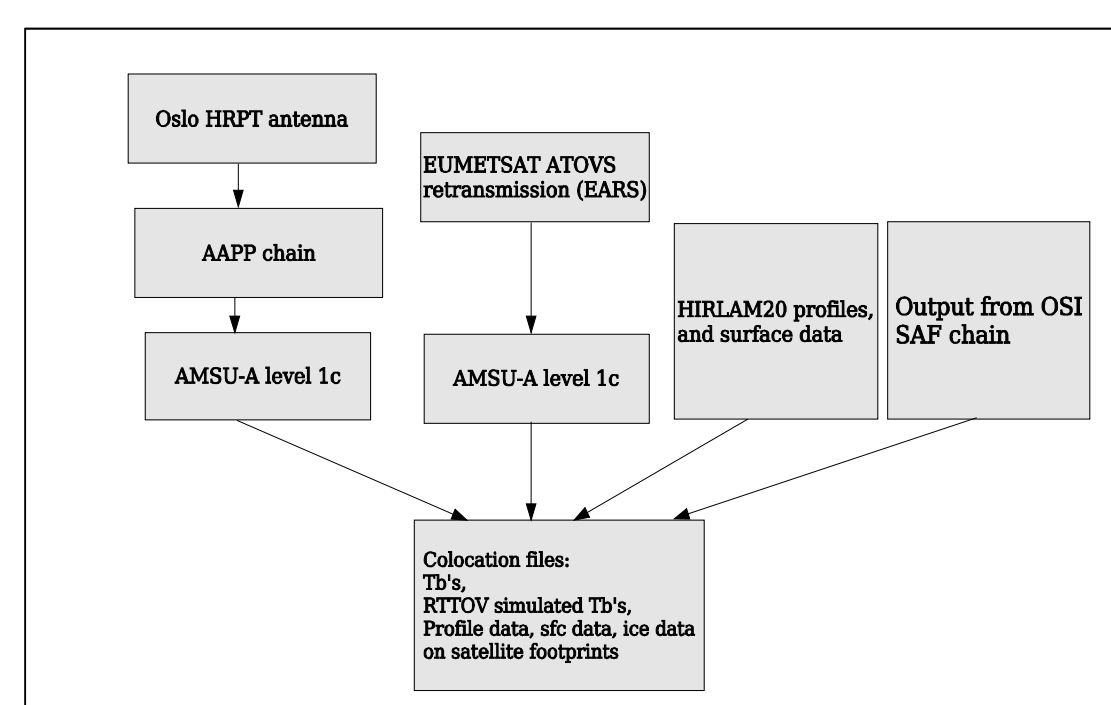 Oslo HRPT antenna
EUMETSAT ATOVS
retransmission (EARS)
AAPP chain
HIRLAM20 profiles,
and surface data
Output from OSI
SAF chain
AMSU-A level 1c
AMSU-A level 1c
Colocation files:
Tb's,
RTTOV simulated Tb's,
Profile data, sfc data, ice data
on satellite footprints